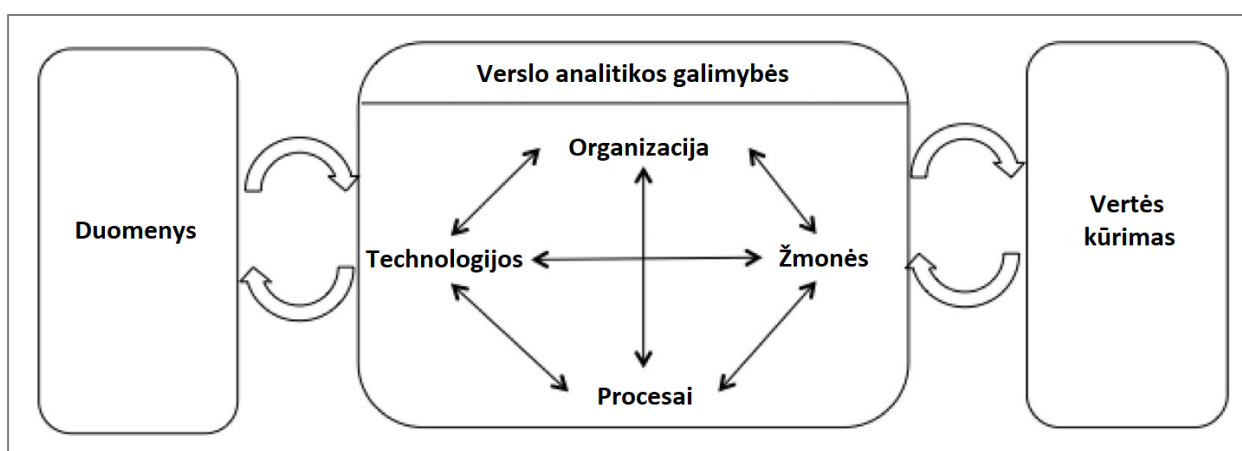 Verslo analitikos galimybės
Organizacija
Duomenys
Technologijos
Žmonės
Procesai
Vertės
kūrimas